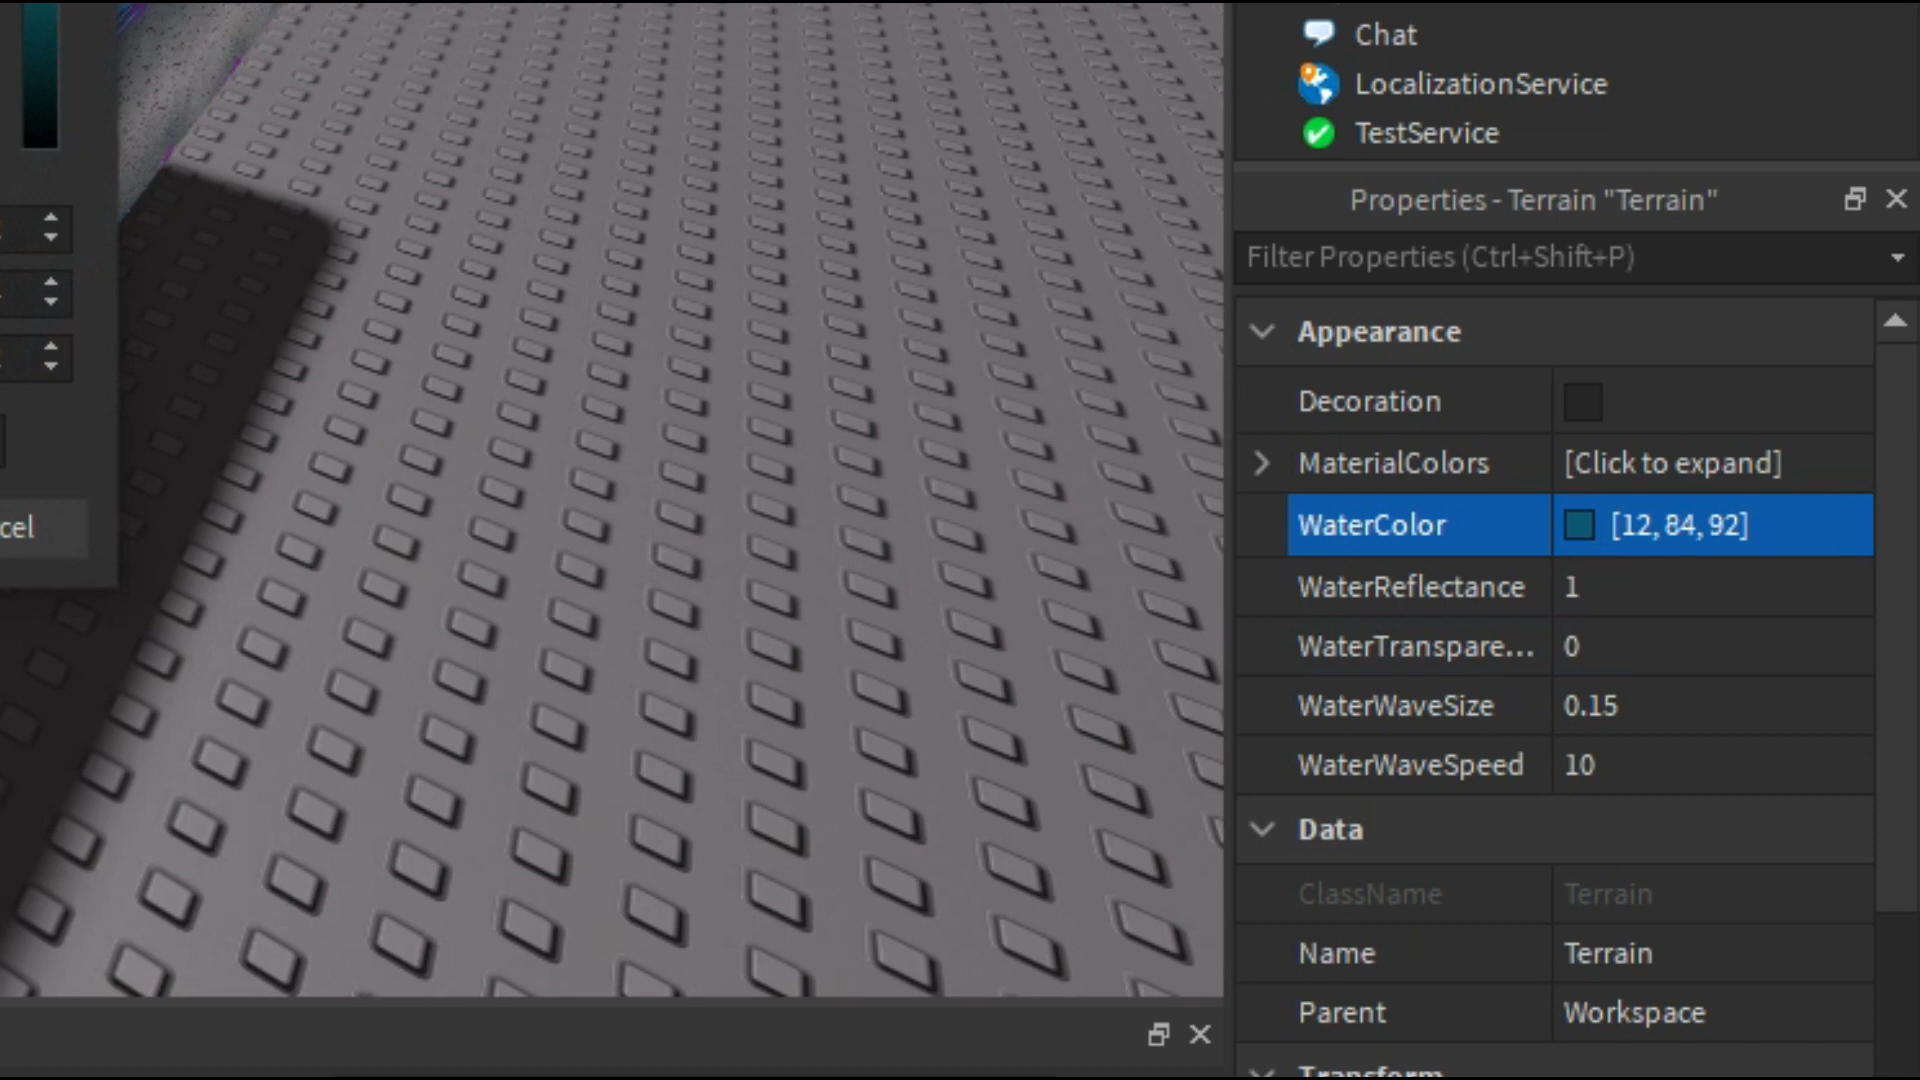 Chat
LocalizationService
TestService
Properties - Terrain "Terrain"
Filter Properties (Ctrl+Shift+P)
Appearance
Decoration
MaterialColors [Click to expand]
WaterColor [12, 84, 92]
WaterReflectance 1
WaterTranspare... 0
WaterWaveSize 0.15
WaterWaveSpeed 10
Data
ClassName Terrain
Name Terrain
Parent Workspace
Transform
cel